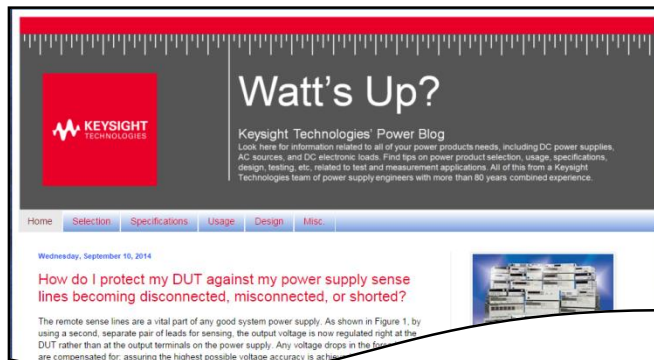 KEYSIGHT
TECHNOLOGIES
Watt's Up?
Keysight Technologies' Power Blog
Look here for information related to all of your power products needs, including DC power supplies,
AC sources, and DC electronic loads. Find tips on power product selection, usage, specifications,
design, testing, etc, related to test and measurement applications. All of this from a Keysight
Technologies team of power supply engineers with more than 80 years combined experience.
Home Selection Specifications Usage Design Misc.
Wednesday, September 10, 2014
How do I protect my DUT against my power supply sense
lines becoming disconnected, misconnected, or shorted?
The remote sense lines are a vital part of any good system power supply. As shown in Figure 1, by
using a second, separate pair of leads for sensing, the output voltage is now regulated right at the
DUT rather than at the output terminals on the power supply. Any voltage drops in the
are compensated for; assuring the highest possible voltage accuracy is